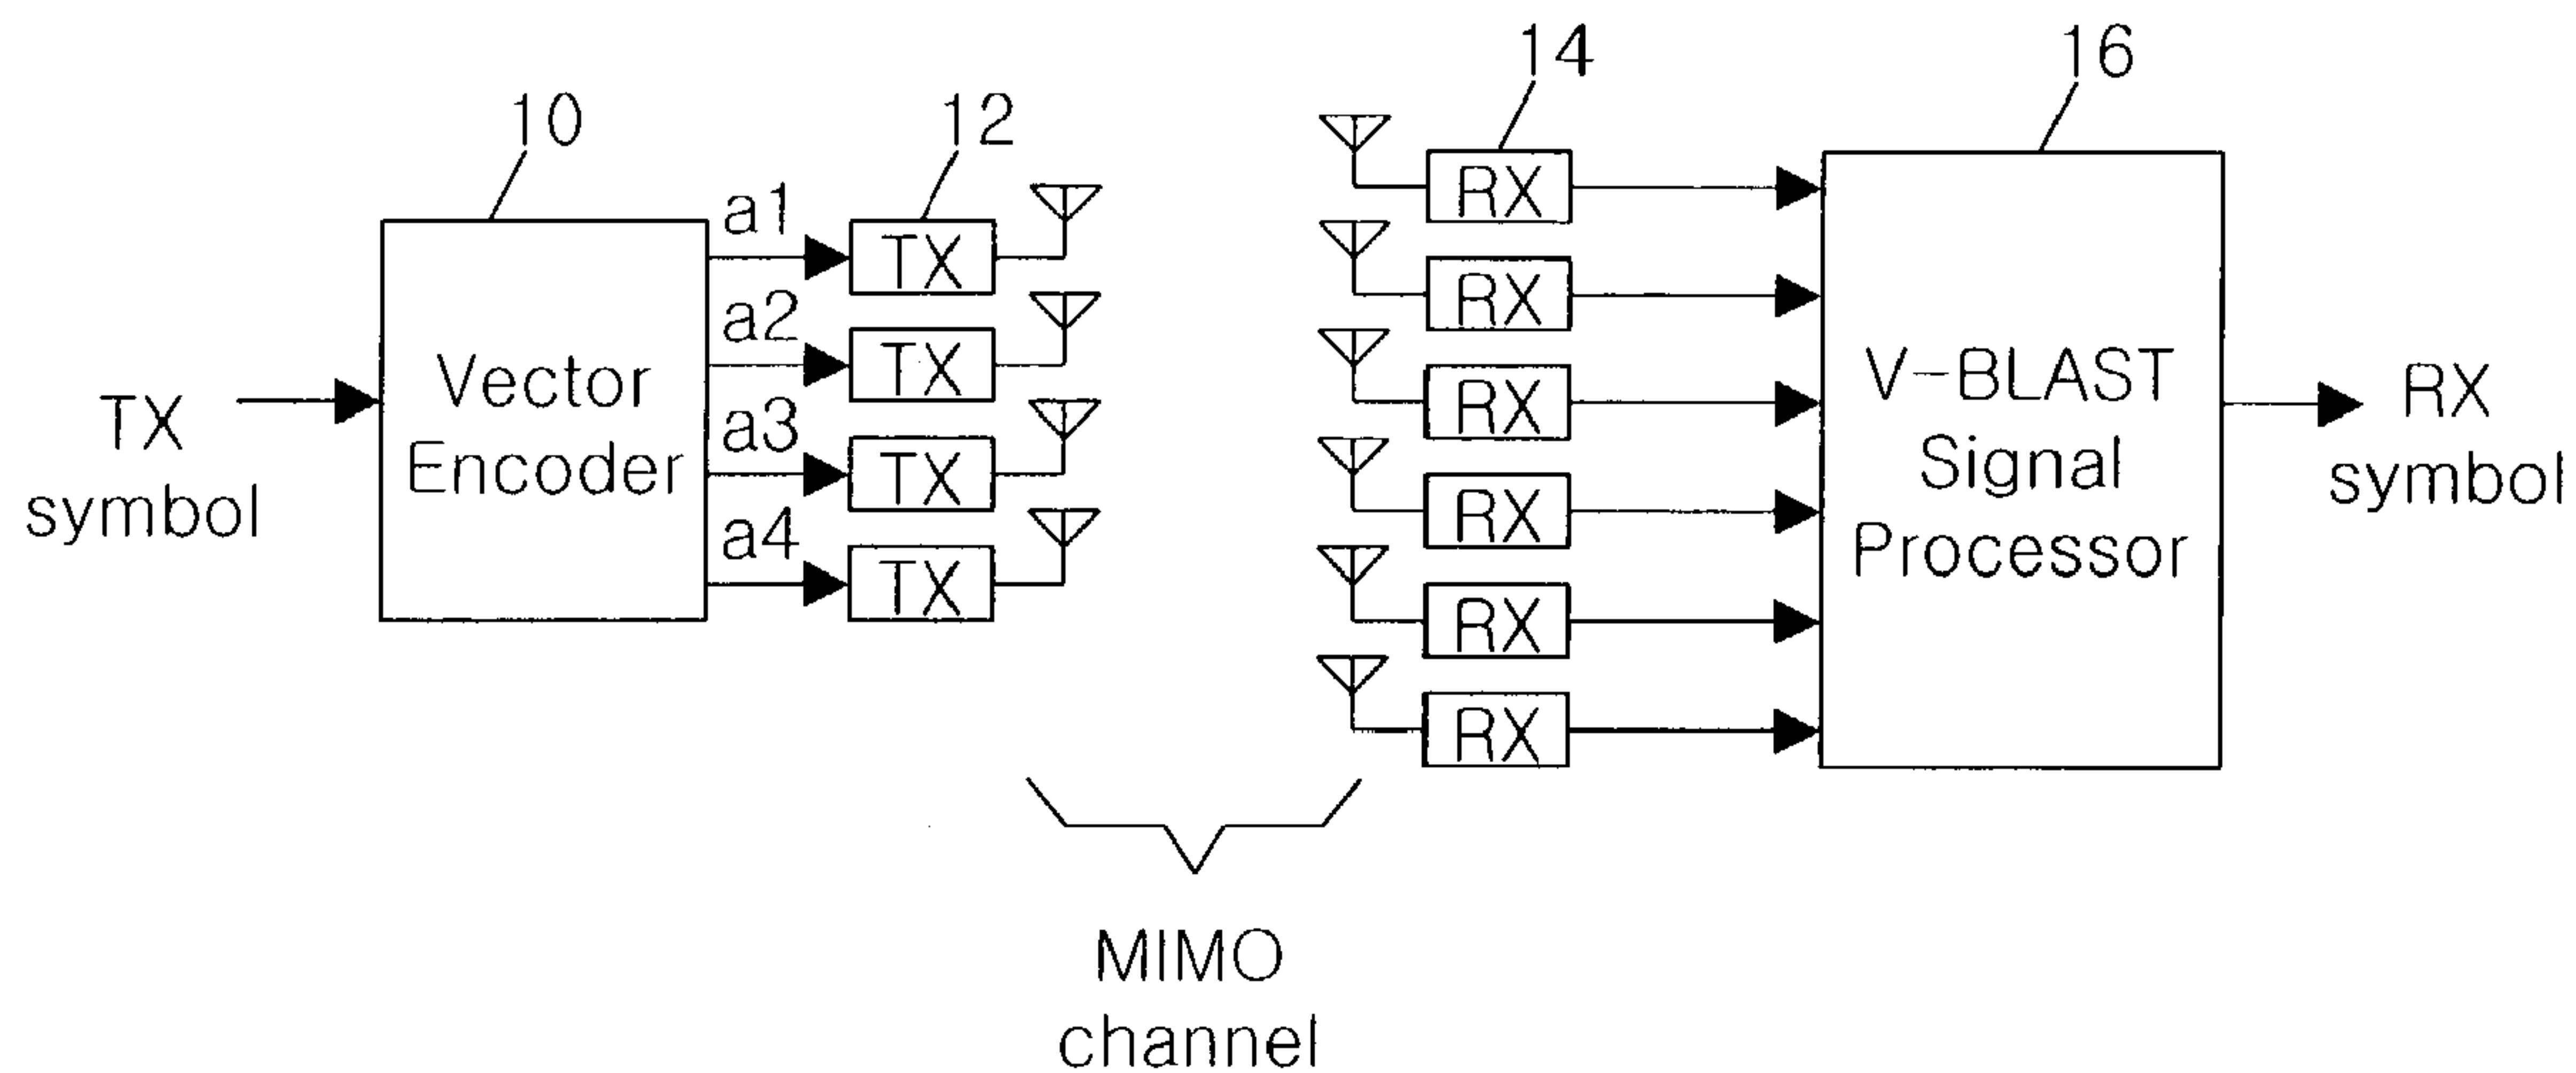 10
12
14
16
TX
symbol
Vector
Encoder
a1
a2
a3
a4
TX
TX
TX
TX
RX
RX
RX
RX
RX
RX
V-BLAST
Signal
Processor
RX
symbol
MIMO
channel